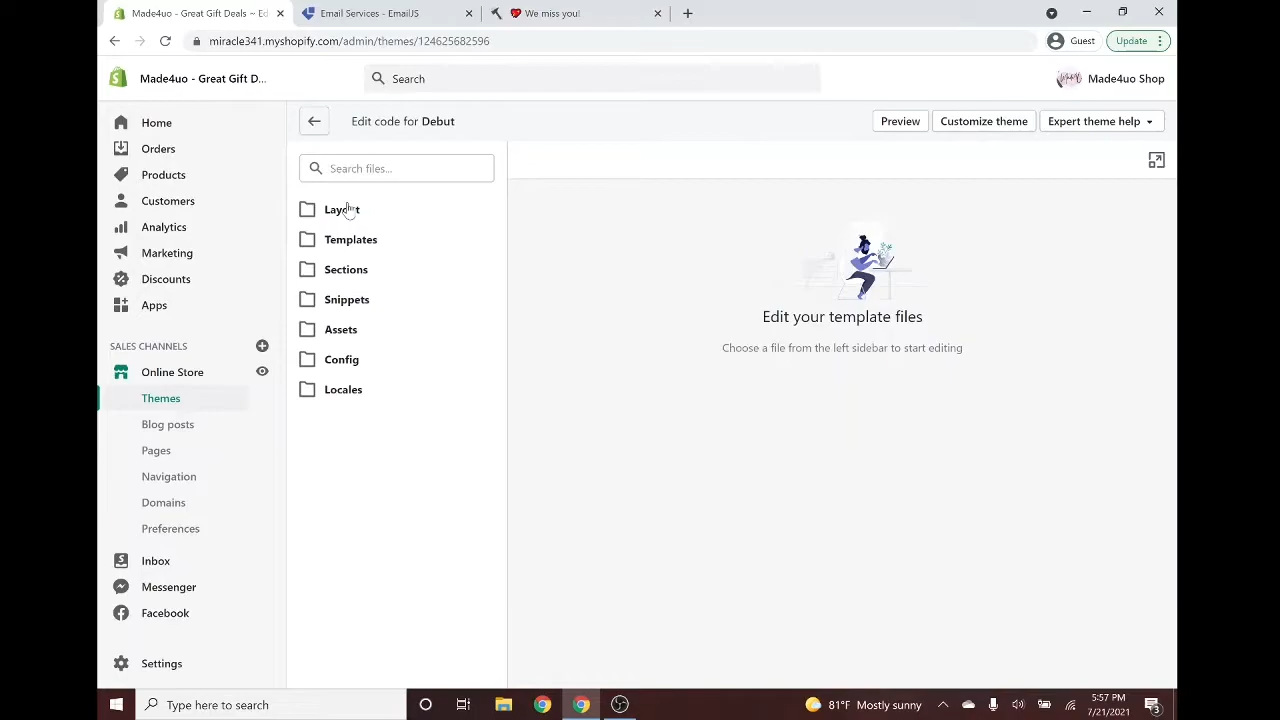 Made4uo - Great Gift Deals ~ Ed
Email Services - EmailJS
We miss you!
miracle341.myshopify.com/admin/themes/124625682596
Guest
Update
Made4uo - Great Gift D...
Search
Made4uo Shop
Home
Orders
Products
Customers
Analytics
Marketing
Discounts
Apps
SALES CHANNELS
Online Store
Themes
Blog posts
Pages
Navigation
Domains
Preferences
Inbox
Messenger
Facebook
Settings
Edit code for Debut
Preview
Customize theme
Expert theme help
Search files...
Layout
Templates
Sections
Snippets
Assets
Config
Locales
Edit your template files
Choose a file from the left sidebar to start editing
Type here to search
81°F Mostly sunny
5:57 PM
7/21/2021
3